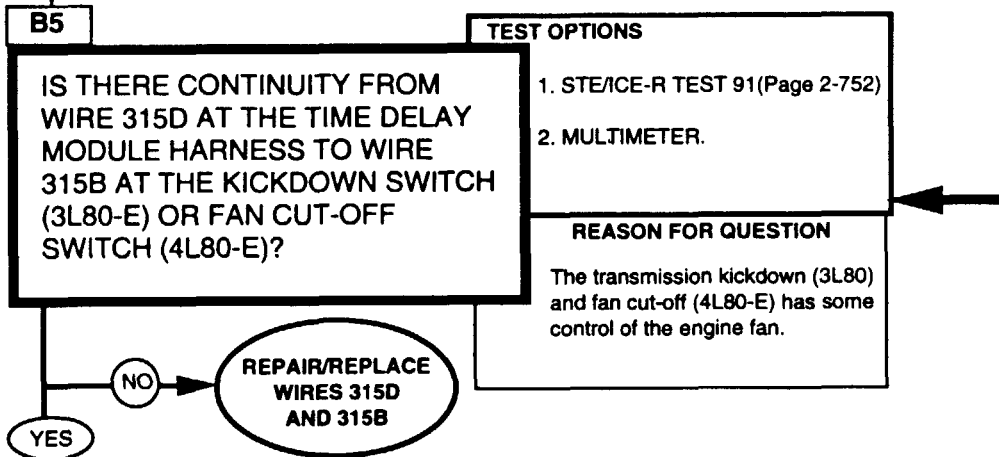 B5
IS THERE CONTINUITY FROM
WIRE 315D AT THE TIME DELAY
MODULE HARNESS TO WIRE
315B AT THE KICKDOWN SWITCH
(3L80-E) OR FAN CUT-OFF
SWITCH (4L80-E)?
TEST OPTIONS
1. STE/ICE-R TEST 91(Page 2-752)
2. MULTIMETER.
REASON FOR QUESTION
The transmission kickdown (3L80)
and fan cut-off (4L80-E) has some
control of the engine fan.
NO
REPAIR/REPLACE
WIRES 315D
AND 315B
YES